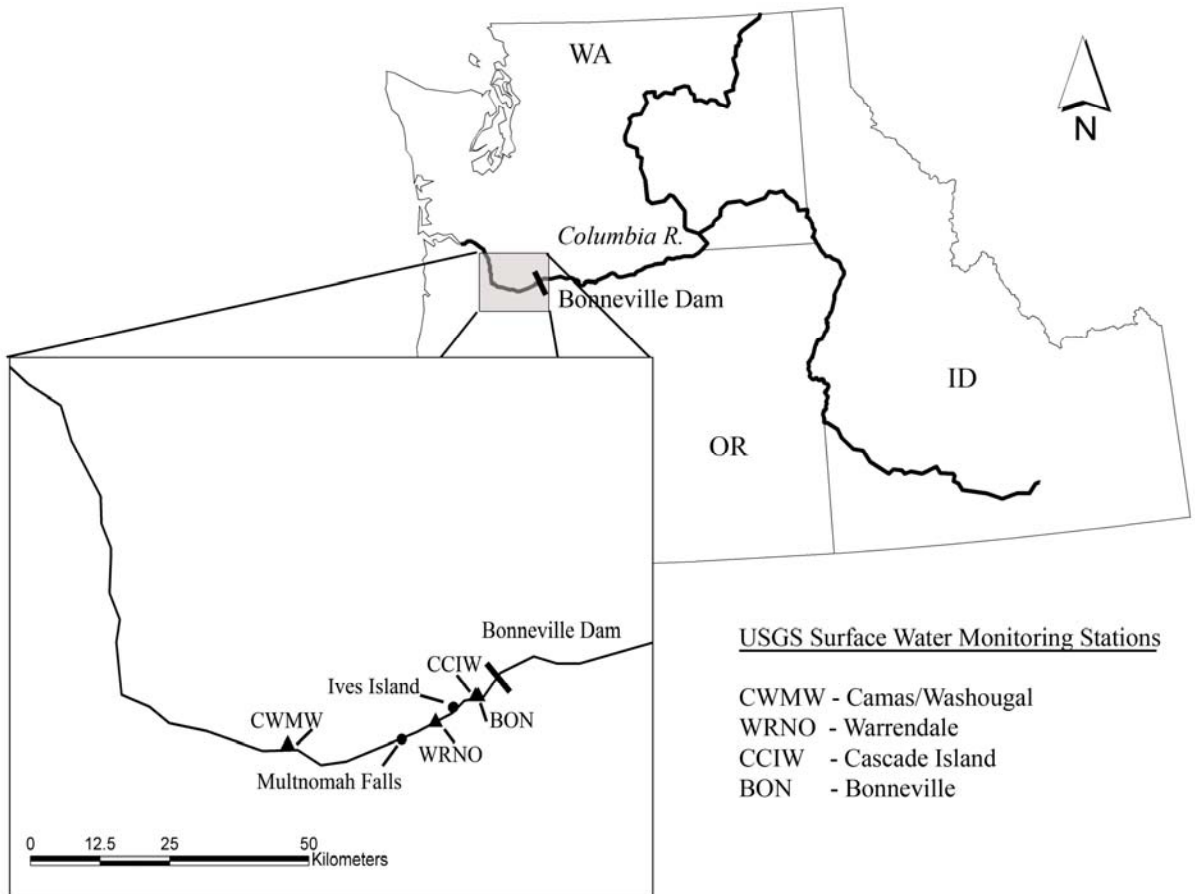 WA
N
Columbia R.
Bonneville Dam
ID
OR
Bonneville Dam
CCIW
Ives Island
BON
CWMW
WRNO
Multnomah Falls
0 12.5 25 50
Kilometers
USGS Surface Water Monitoring Stations
CWMW - Camas/Washougal
WRNO - Warrendale
CCIW - Cascade Island
BON - Bonneville